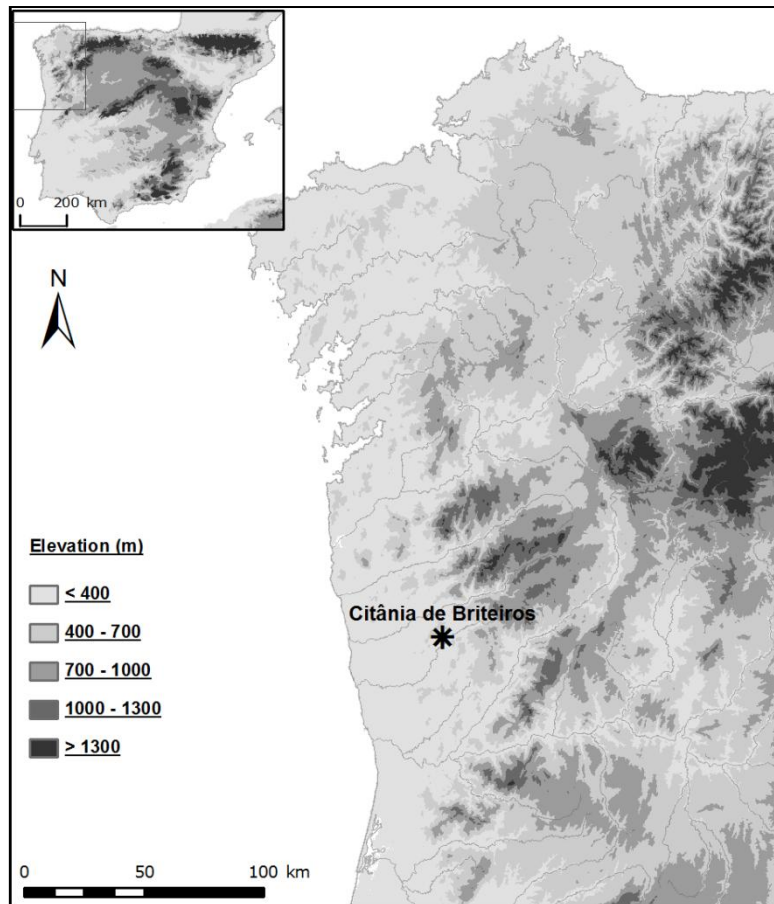 0 200 km
N
Elevation (m)
< 400
400 - 700
700 - 1000
1000 - 1300
> 1300
Citânia de Briteiros
0 50 100 km